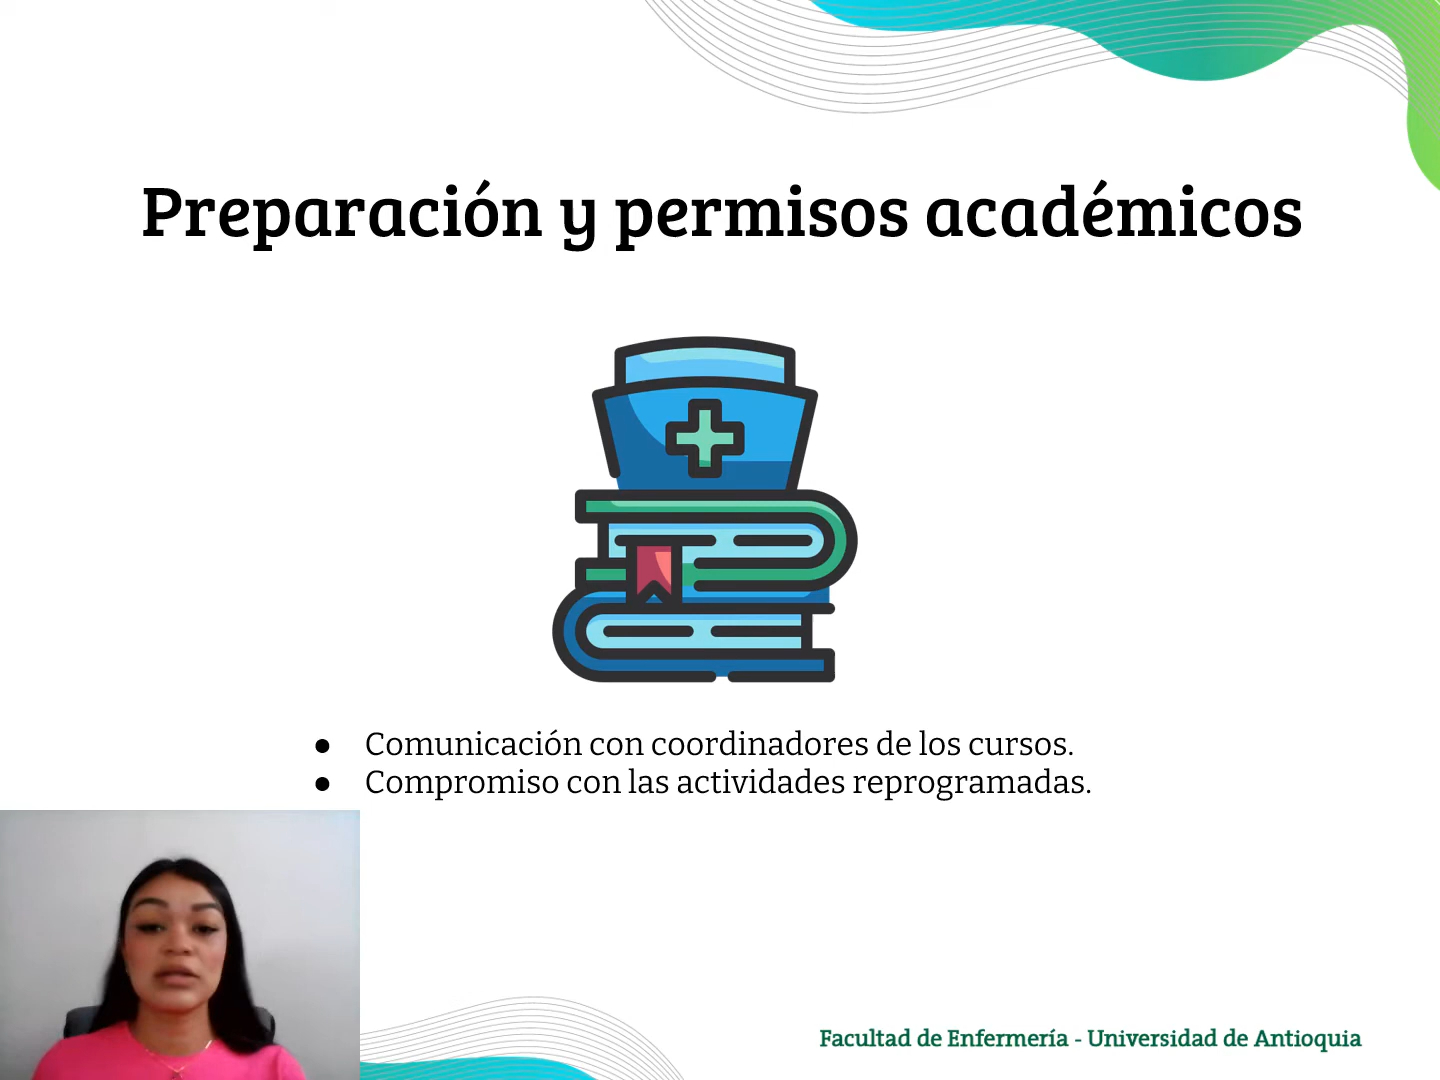 Preparación y permisos académicos
● Comunicación con coordinadores de los cursos.
● Compromiso con las actividades reprogramadas.
Facultad de Enfermería - Universidad de Antioquia